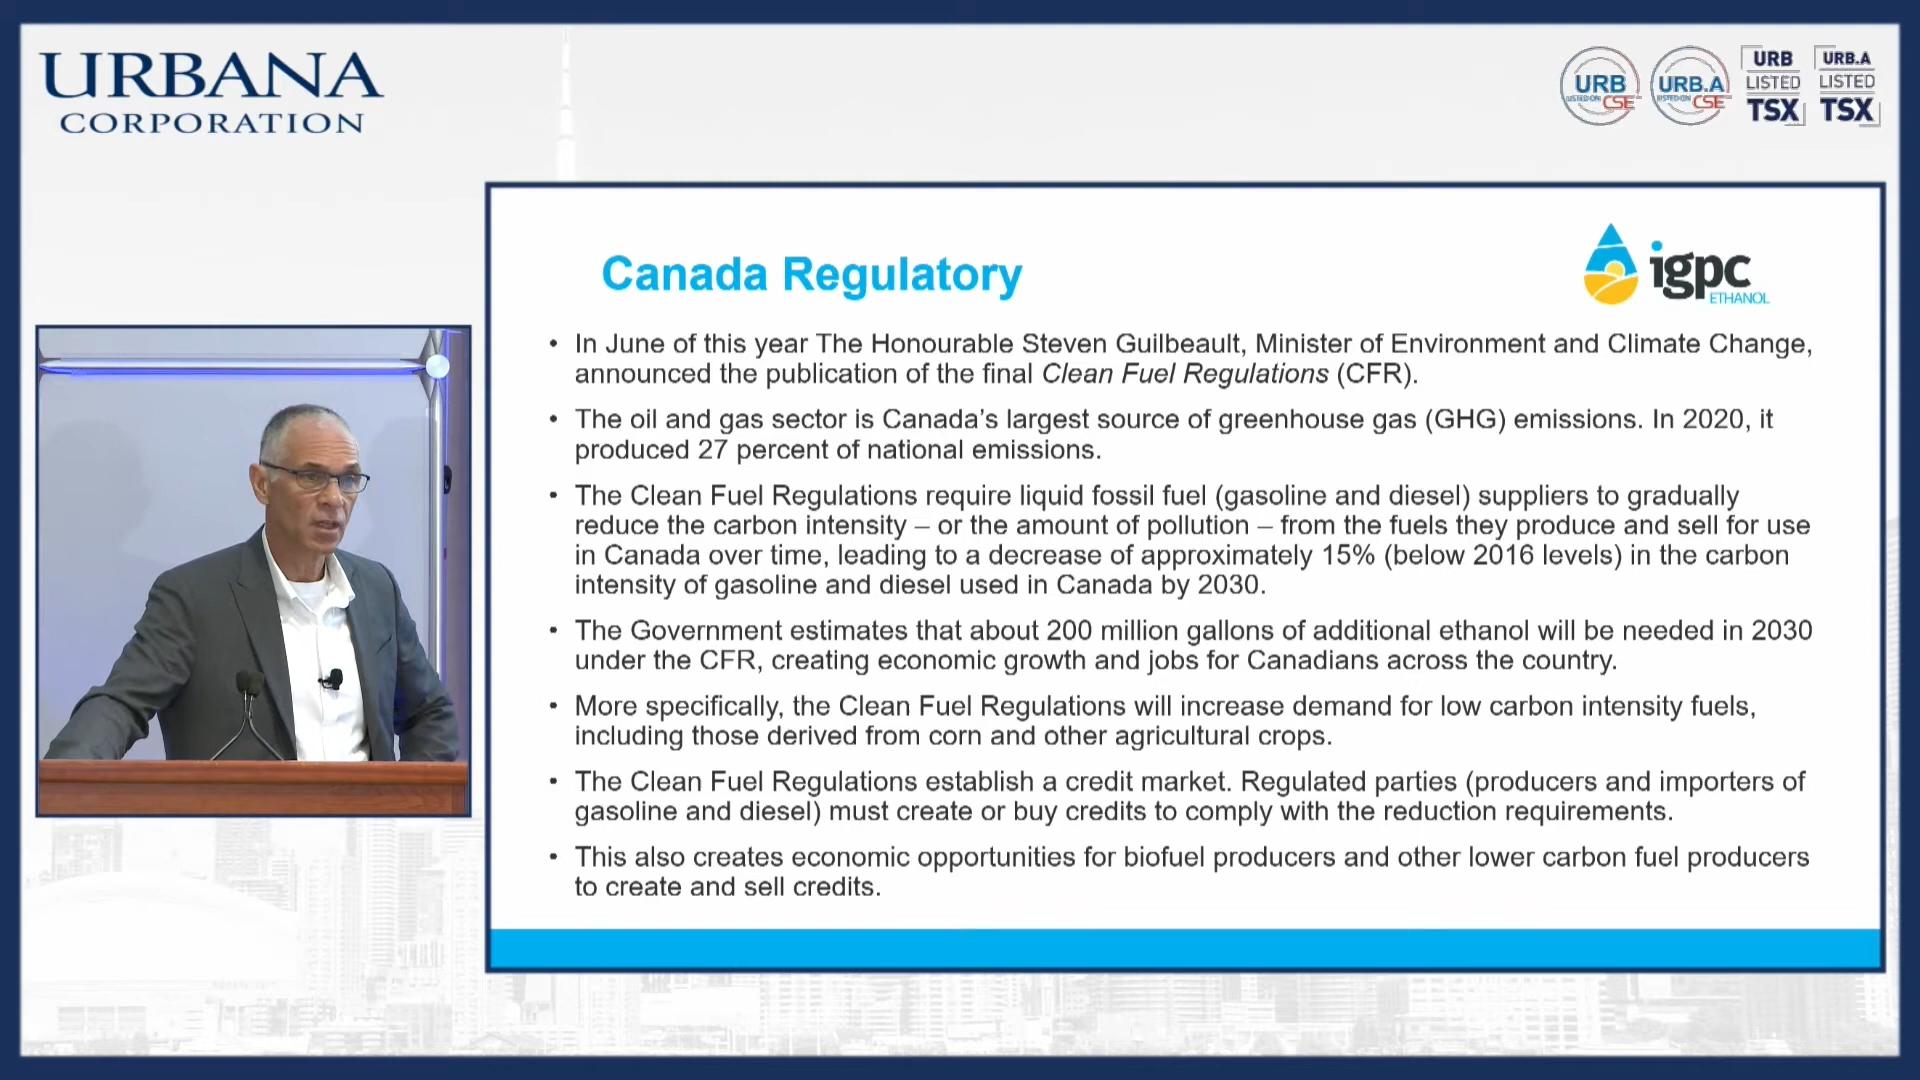 URBANA
CORPORATION
URB
LISTED ON CSE
URB.A
LISTED ON CSE
URB
LISTED
TSX
URB.A
LISTED
TSX
Canada Regulatory
igpc
ETHANOL
• In June of this year The Honourable Steven Guilbeault, Minister of Environment and Climate Change,
announced the publication of the final Clean Fuel Regulations (CFR).
• The oil and gas sector is Canada’s largest source of greenhouse gas (GHG) emissions. In 2020, it
produced 27 percent of national emissions.
• The Clean Fuel Regulations require liquid fossil fuel (gasoline and diesel) suppliers to gradually
reduce the carbon intensity – or the amount of pollution – from the fuels they produce and sell for use
in Canada over time, leading to a decrease of approximately 15% (below 2016 levels) in the carbon
intensity of gasoline and diesel used in Canada by 2030.
• The Government estimates that about 200 million gallons of additional ethanol will be needed in 2030
under the CFR, creating economic growth and jobs for Canadians across the country.
• More specifically, the Clean Fuel Regulations will increase demand for low carbon intensity fuels,
including those derived from corn and other agricultural crops.
• The Clean Fuel Regulations establish a credit market. Regulated parties (producers and importers of
gasoline and diesel) must create or buy credits to comply with the reduction requirements.
• This also creates economic opportunities for biofuel producers and other lower carbon fuel producers
to create and sell credits.